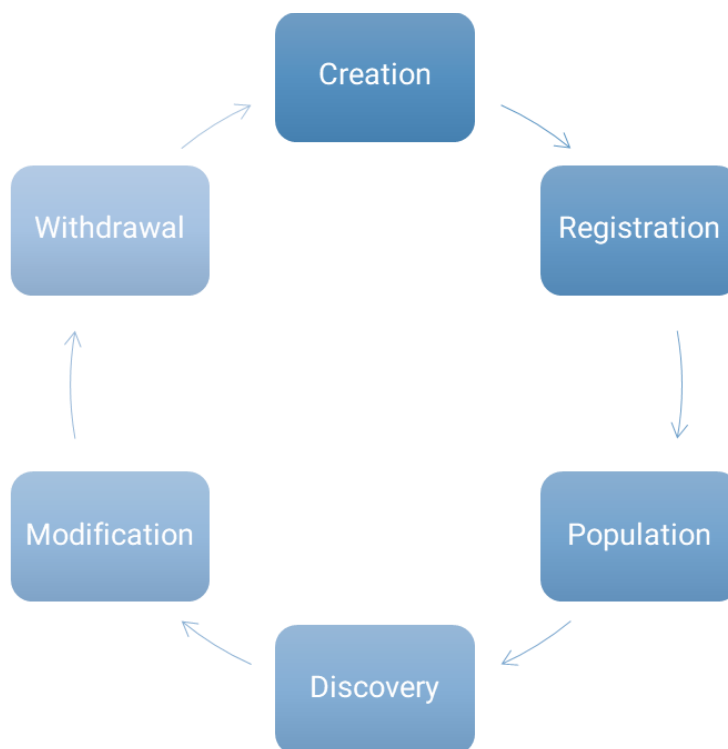 Creation
Registration
Population
Discovery
Modification
Withdrawal